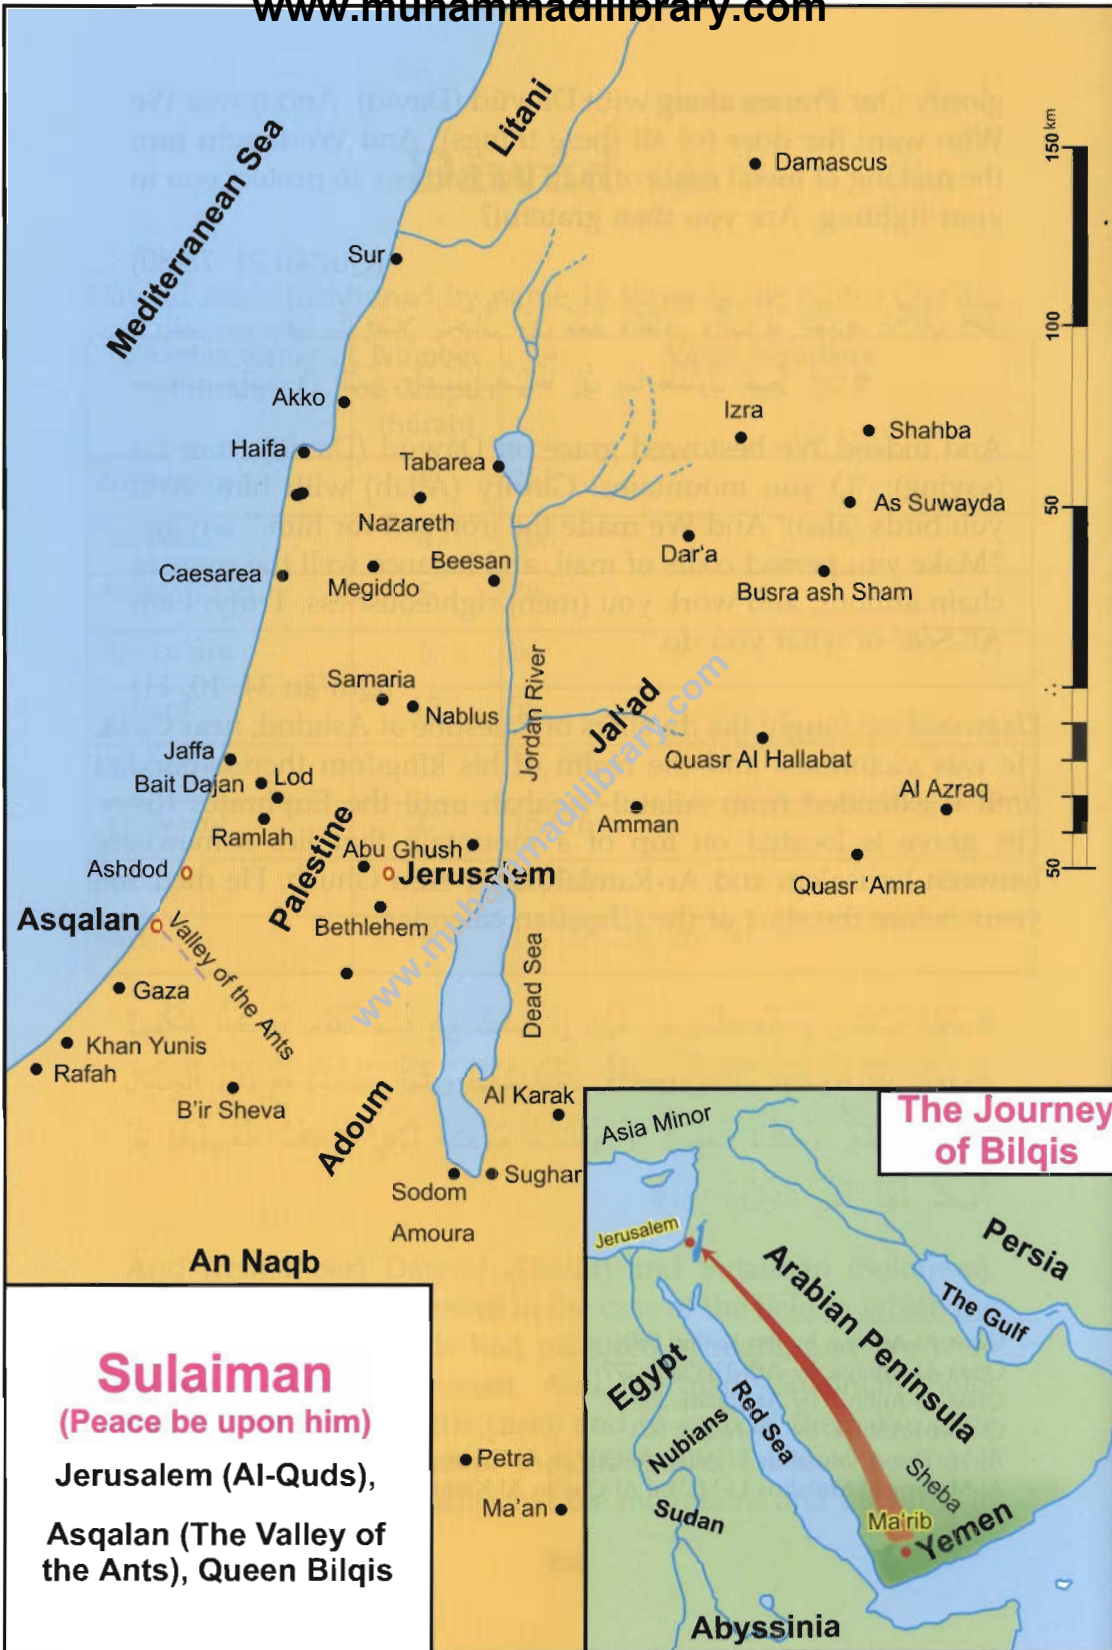 www.muhammadilibrary.com
Mediterranean Sea
Litani
Damascus
150 km
Sur
100
Akko
Izra
Shahba
Haifa
Tabarea
As Suwayda
50
Nazareth
Dar'a
Beesan
Caesarea
Megiddo
Busra ash Sham
Samaria
Nablus
Jordan River
Jal'ad
Jaffa
Quasr Al Hallabat
Bait Dajan
Lod
Al Azraq
Ramlah
Amman
Palestine
Abu Ghush
Ashdod
Jerusalem
50
Quasr 'Amra
Asqalan
Valley of the Ants
Bethlehem
www.muhammadilibrary.com
Dead Sea
Gaza
Khan Yunis
Rafah
B'ir Sheva
Adoum
Al Karak
Sodom
Sughar
Amoura
An Naqb
Petra
Ma'an
Sulaiman
(Peace be upon him)
Jerusalem (Al-Quds),
Asqalan (The Valley of
the Ants), Queen Bilqis
The Journey
of Bilqis
Asia Minor
Jerusalem
Persia
The Gulf
Arabian Peninsula
Egypt
Red Sea
Nubians
Sheba
Sudan
Ma'rib
Yemen
Abyssinia